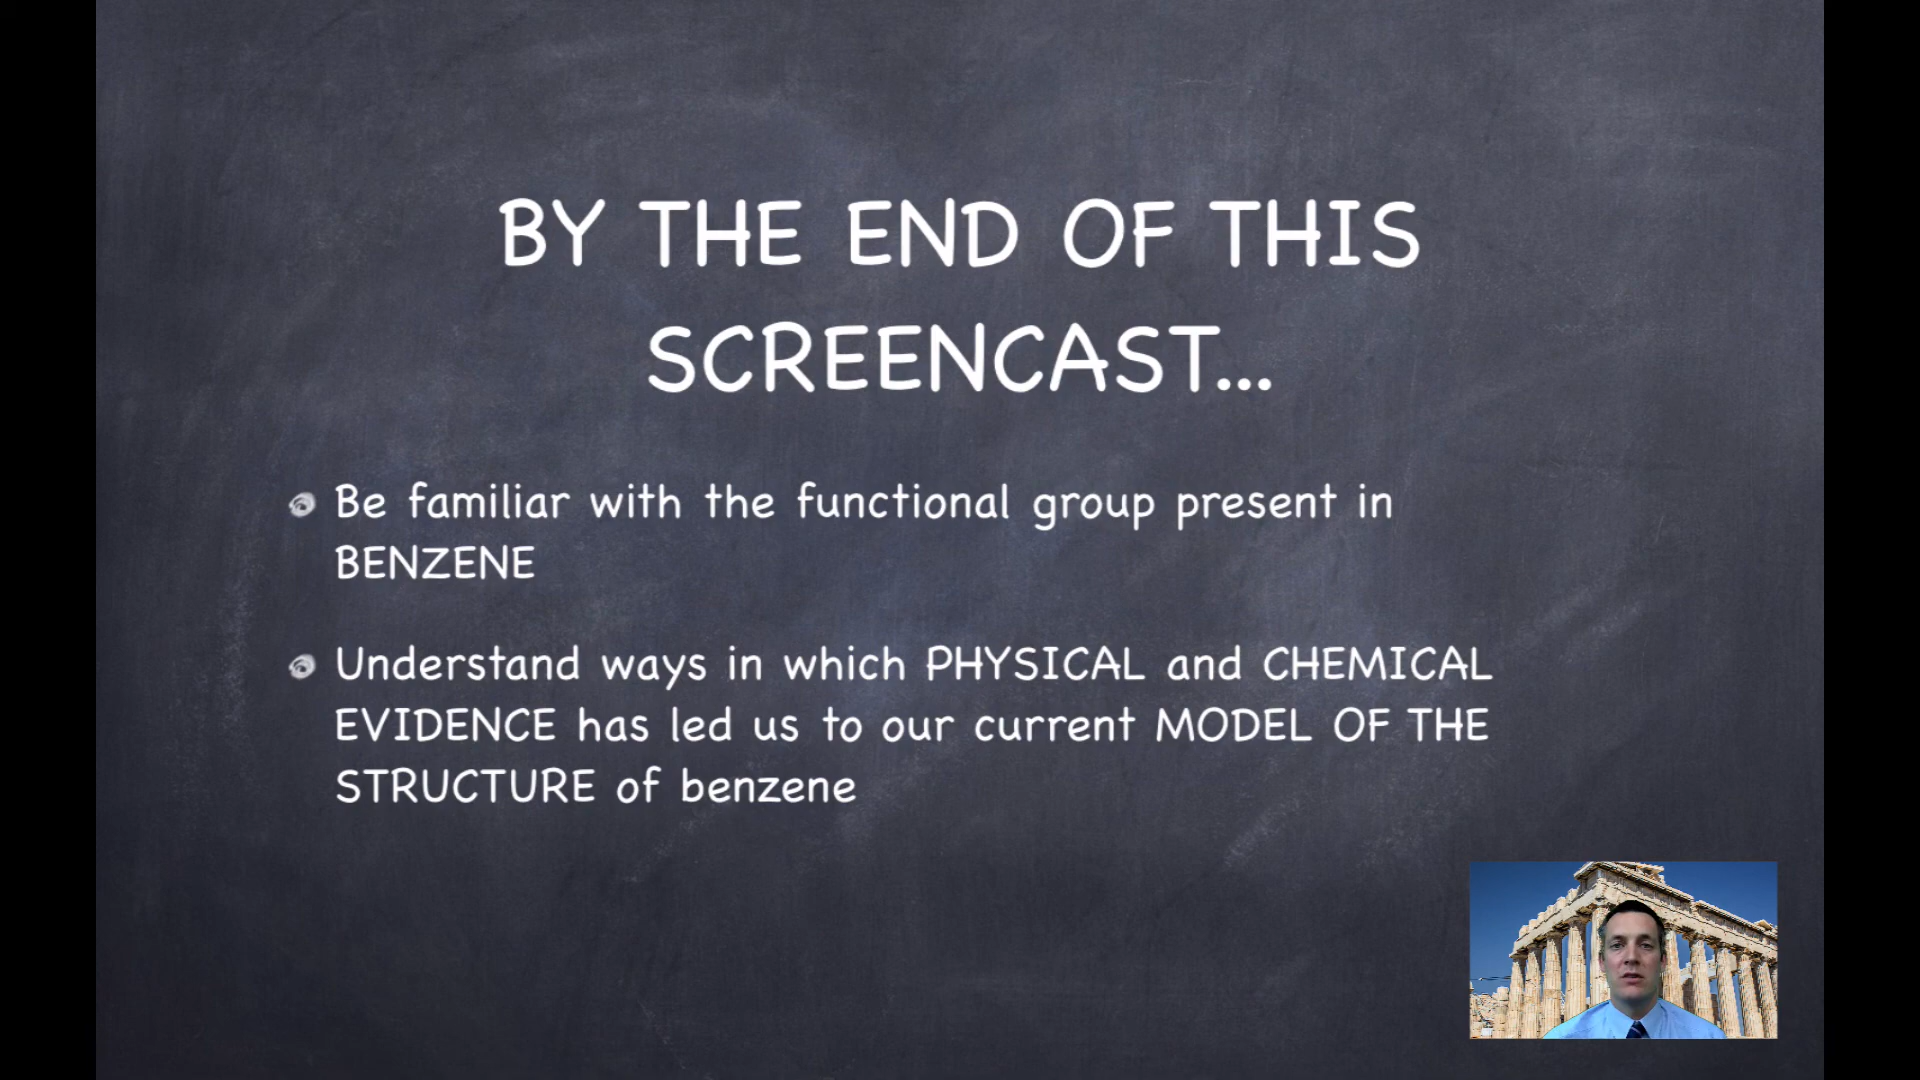 BY THE END OF THIS
SCREENCAST...
Be familiar with the functional group present in
BENZENE
Understand ways in which PHYSICAL and CHEMICAL
EVIDENCE has led us to our current MODEL OF THE
STRUCTURE of benzene